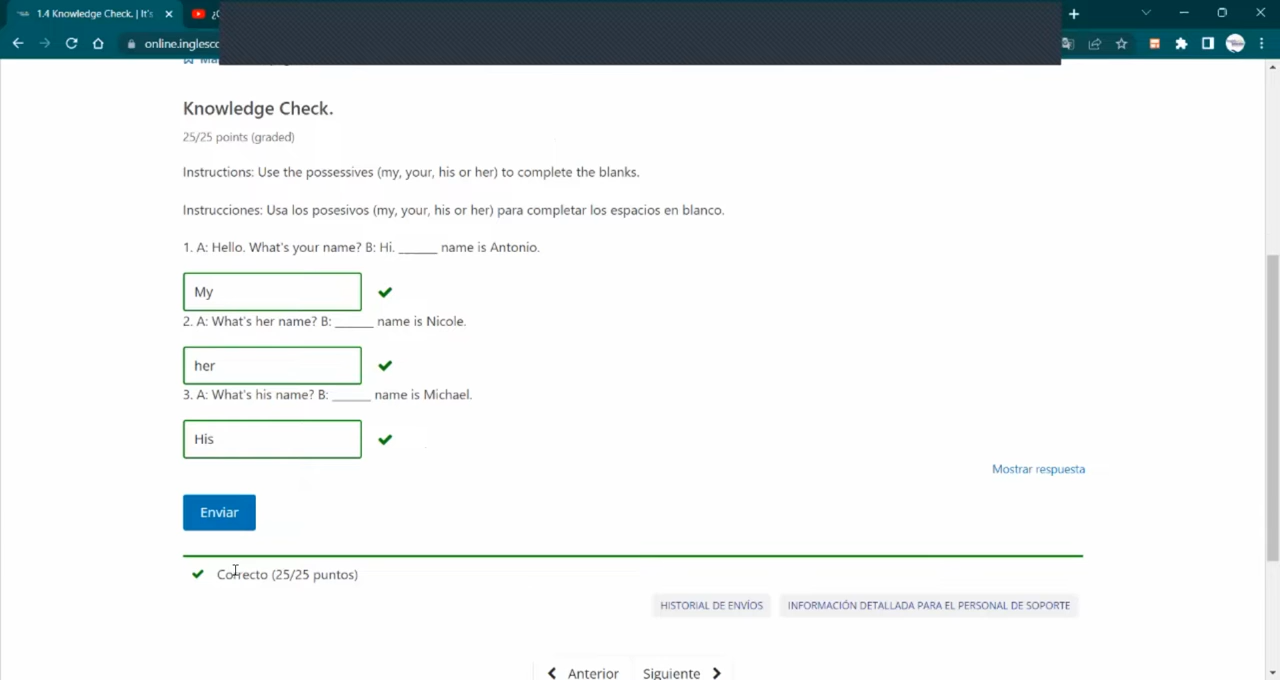 1.4 Knowledge Check. | It's
online.inglesco
Knowledge Check.
25/25 points (graded)
Instructions: Use the possessives (my, your, his or her) to complete the blanks.
Instrucciones: Usa los posesivos (my, your, his or her) para completar los espacios en blanco.
1. A: Hello. What's your name? B: Hi. ______ name is Antonio.
My
2. A: What's her name? B: ______ name is Nicole.
her
3. A: What's his name? B: ______ name is Michael.
His
Mostrar respuesta
Enviar
Correcto (25/25 puntos)
HISTORIAL DE ENVÍOS INFORMACIÓN DETALLADA PARA EL PERSONAL DE SOPORTE
Anterior Siguiente